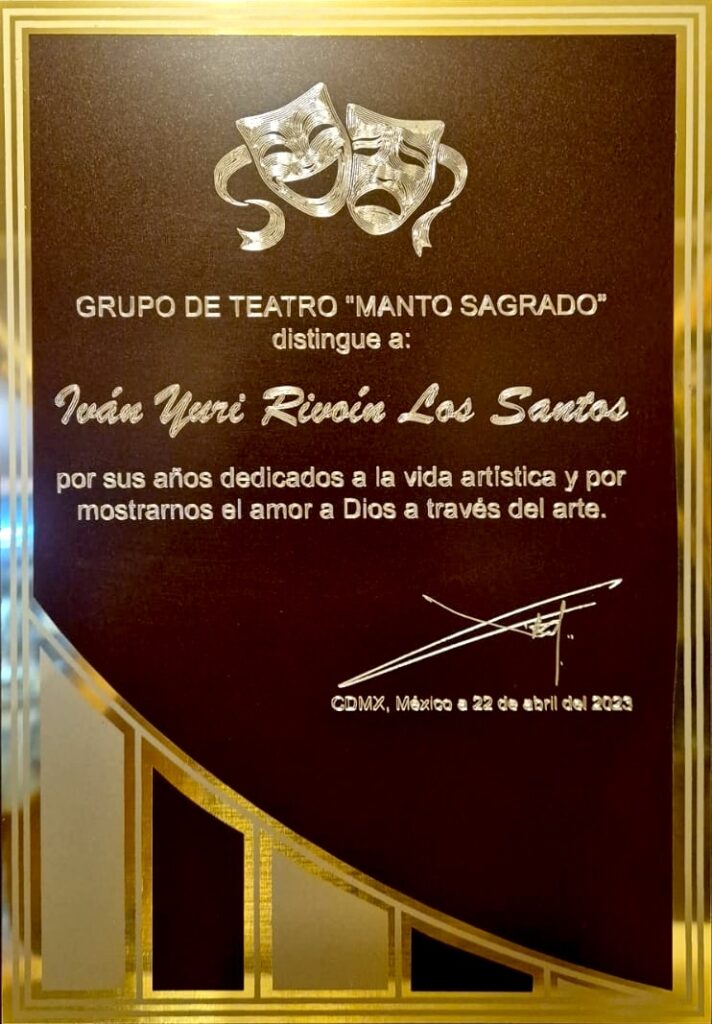 GRUPO DE TEATRO "MANTO SAGRADO"
distingue a:
Iván Yuri Rivoín Los Santos
por sus años dedicados a la vida artística y por
mostrarnos el amor a Dios a través del arte.
CDMX, México a 22 de abril del 2023